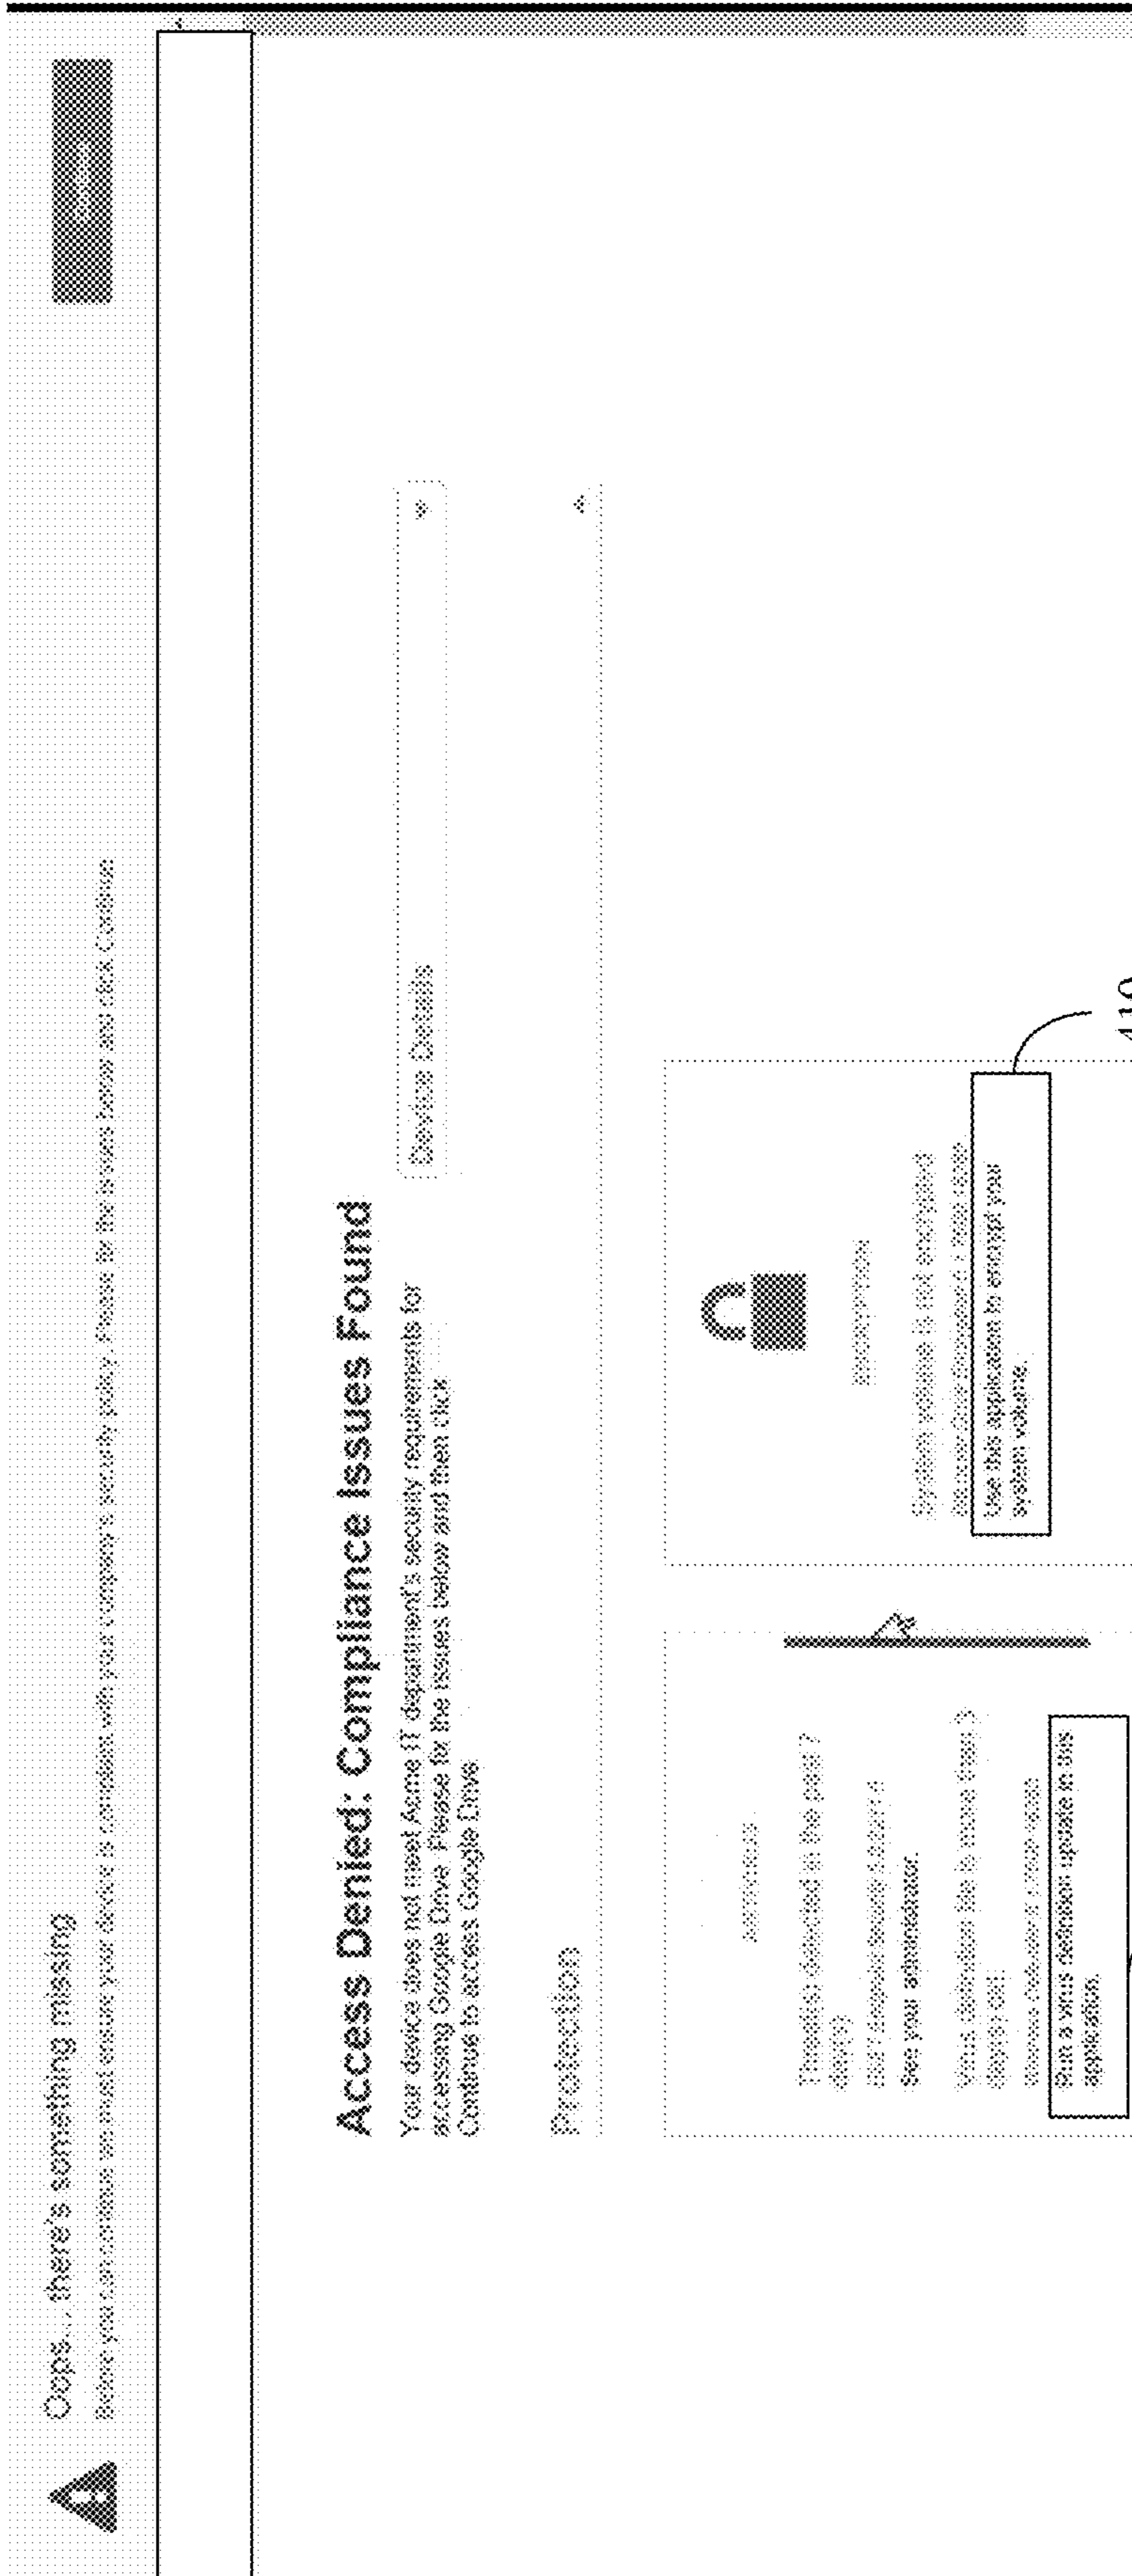 Oops... there's something missing
Before you can continue we must ensure your device is compliant with your company's security policy. Please fix the issues below and click Continue.
Access Denied: Compliance Issues Found
Your device does not meet Acme IT department's security requirements for
accessing Google Drive. Please fix the issues below and then click
Continue to access Google Drive.
Device Details
Protection
Antivirus
Threat(s) detected in the past 7
day(s)
See your administrator.
Virus definition file is more than 3
day(s) old.
Run a virus definition update in this
application.
Encryption
System volume is not encrypted
Use this application to encrypt your
system volume.